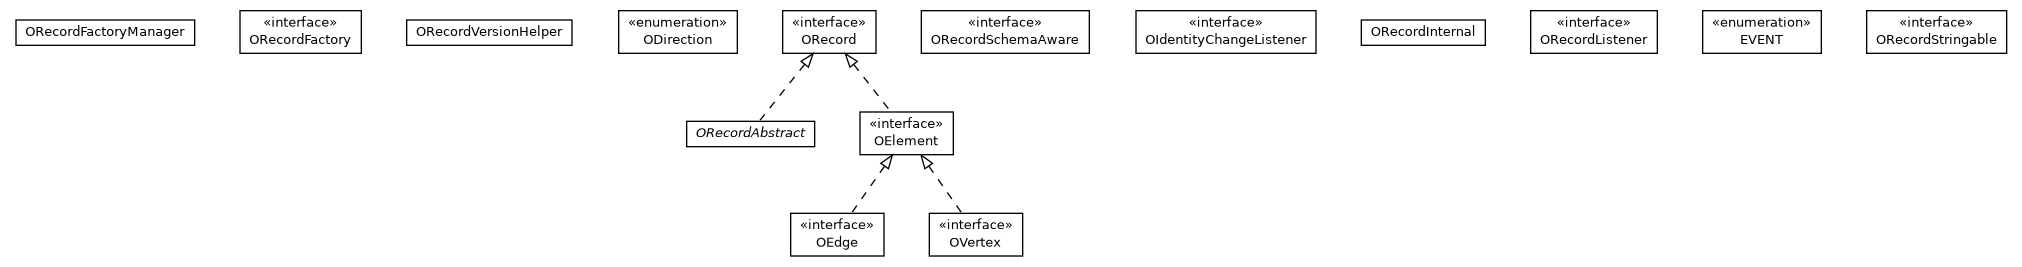 ORecordFactoryManager
«interface»
ORecordFactory
ORecordVersionHelper
«enumeration»
ODirection
«interface»
ORecord
«interface»
ORecordSchemaAware
«interface»
OIdentityChangeListener
ORecordInternal
«interface»
ORecordListener
«enumeration»
EVENT
«interface»
ORecordStringable
ORecordAbstract
«interface»
OElement
«interface»
OEdge
«interface»
OVertex